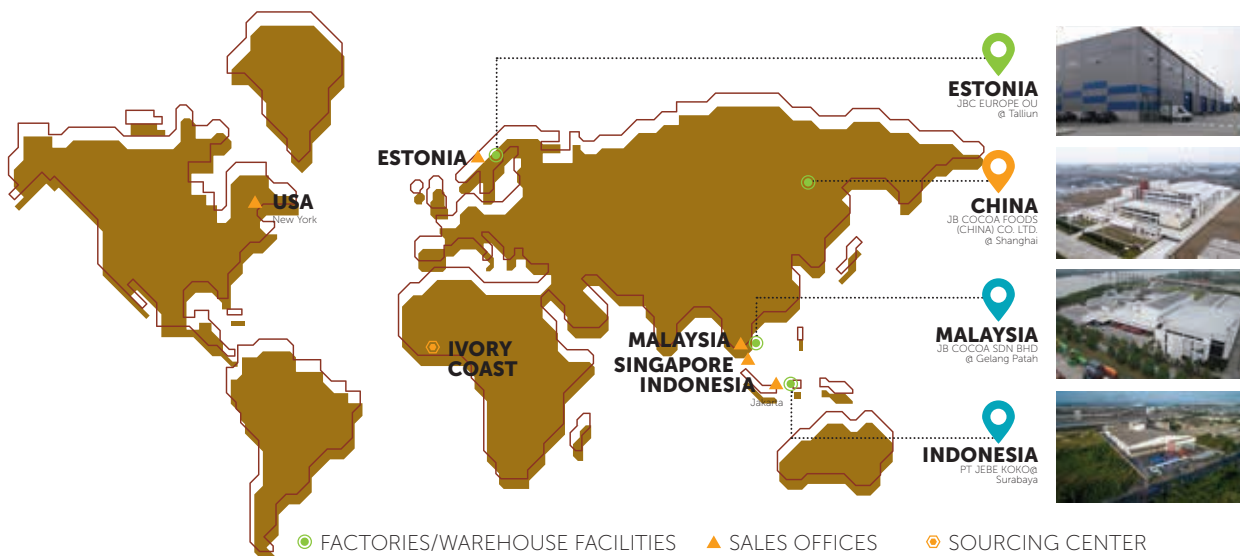 ESTONIA
JBC EUROPE OU
@ Talliun
ESTONIA
CHINA
JB COCOA FOODS
(CHINA) CO. LTD.
@ Shanghai
USA
New York
MALAYSIA
JB COCOA SDN BHD
@ Gelang Patah
IVORY
COAST
MALAYSIA
SINGAPORE
INDONESIA
Jakarta
INDONESIA
PT JEBE KOKO@
Surabaya
FACTORIES/WAREHOUSE FACILITIES
SALES OFFICES
SOURCING CENTER